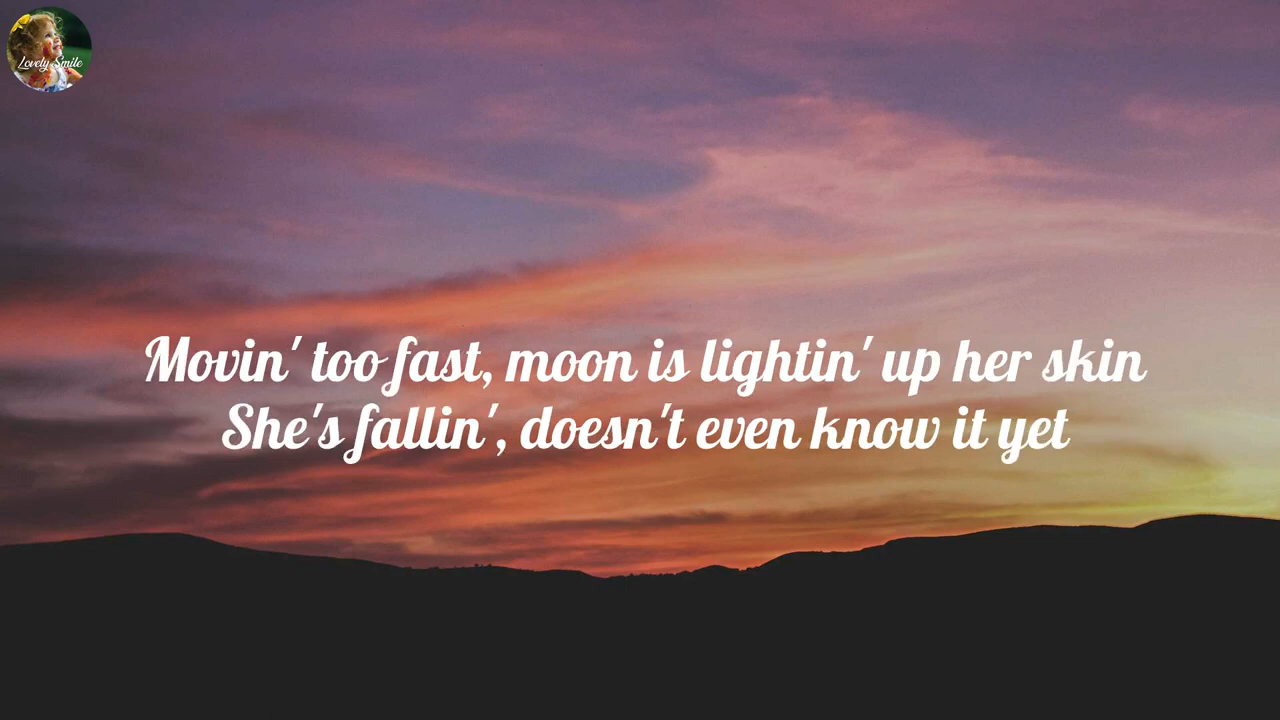 Lovely Smile
Movin' too fast, moon is lightin' up her skin
She's fallin', doesn't even know it yet